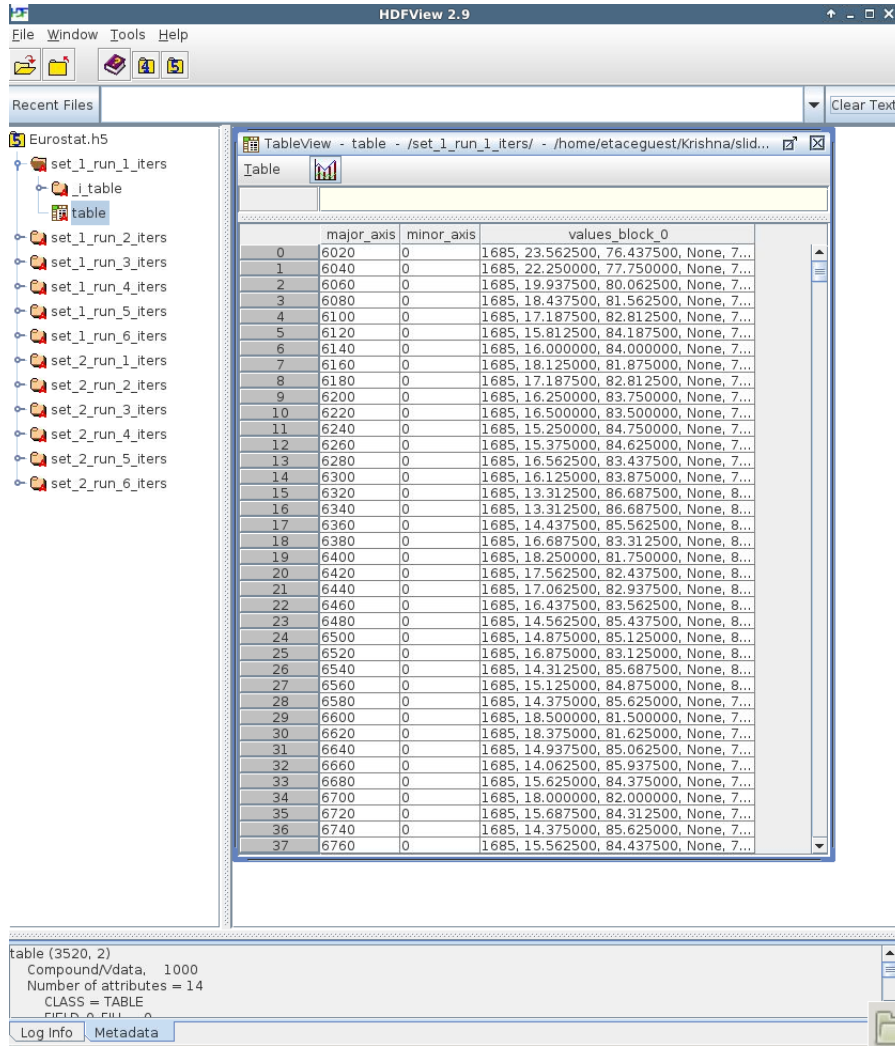 HDFView 2.9
File Window Tools Help
4 5
Recent Files
Clear Text
5 Eurostat.h5
set_1_run_1_iters
_i_table
table
set_1_run_2_iters
set_1_run_3_iters
set_1_run_4_iters
set_1_run_5_iters
set_1_run_6_iters
set_2_run_1_iters
set_2_run_2_iters
set_2_run_3_iters
set_2_run_4_iters
set_2_run_5_iters
set_2_run_6_iters
TableView - table - /set_1_run_1_iters/ - /home/etaceguest/Krishna/slid...
Table
major_axis minor_axis values_block_0
0 6020 0 1685, 23.562500, 76.437500, None, 7...
1 6040 0 1685, 22.250000, 77.750000, None, 7...
2 6060 0 1685, 19.937500, 80.062500, None, 7...
3 6080 0 1685, 18.437500, 81.562500, None, 7...
4 6100 0 1685, 17.187500, 82.812500, None, 7...
5 6120 0 1685, 15.812500, 84.187500, None, 7...
6 6140 0 1685, 16.000000, 84.000000, None, 7...
7 6160 0 1685, 18.125000, 81.875000, None, 7...
8 6180 0 1685, 17.187500, 82.812500, None, 7...
9 6200 0 1685, 16.250000, 83.750000, None, 7...
10 6220 0 1685, 16.500000, 83.500000, None, 7...
11 6240 0 1685, 15.250000, 84.750000, None, 7...
12 6260 0 1685, 15.375000, 84.625000, None, 7...
13 6280 0 1685, 16.562500, 83.437500, None, 7...
14 6300 0 1685, 16.125000, 83.875000, None, 7...
15 6320 0 1685, 13.312500, 86.687500, None, 8...
16 6340 0 1685, 13.312500, 86.687500, None, 8...
17 6360 0 1685, 14.437500, 85.562500, None, 8...
18 6380 0 1685, 16.687500, 83.312500, None, 8...
19 6400 0 1685, 18.250000, 81.750000, None, 8...
20 6420 0 1685, 17.562500, 82.437500, None, 8...
21 6440 0 1685, 17.062500, 82.937500, None, 8...
22 6460 0 1685, 16.437500, 83.562500, None, 8...
23 6480 0 1685, 14.562500, 85.437500, None, 8...
24 6500 0 1685, 14.875000, 85.125000, None, 8...
25 6520 0 1685, 16.875000, 83.125000, None, 8...
26 6540 0 1685, 14.312500, 85.687500, None, 8...
27 6560 0 1685, 15.125000, 84.875000, None, 8...
28 6580 0 1685, 14.375000, 85.625000, None, 7...
29 6600 0 1685, 18.500000, 81.500000, None, 7...
30 6620 0 1685, 18.375000, 81.625000, None, 7...
31 6640 0 1685, 14.937500, 85.062500, None, 7...
32 6660 0 1685, 14.062500, 85.937500, None, 7...
33 6680 0 1685, 15.625000, 84.375000, None, 7...
34 6700 0 1685, 18.000000, 82.000000, None, 7...
35 6720 0 1685, 15.687500, 84.312500, None, 7...
36 6740 0 1685, 14.375000, 85.625000, None, 7...
37 6760 0 1685, 15.562500, 84.437500, None, 7...
table (3520, 2)
Compound/Vdata, 1000
Number of attributes = 14
CLASS = TABLE
FIELD_0_FILL = 0
Log Info Metadata